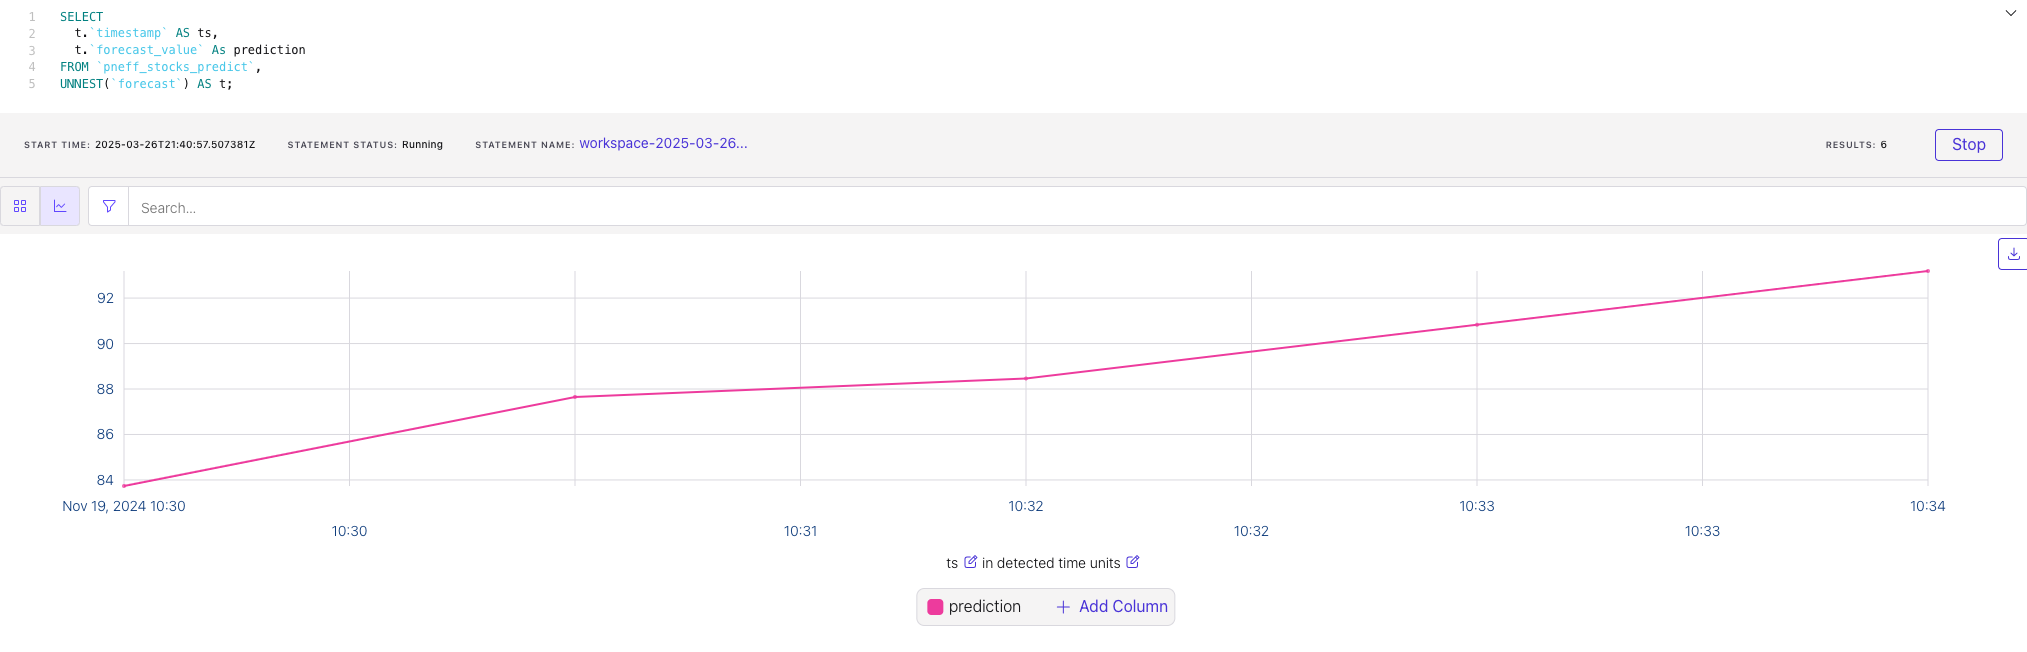 1 SELECT
2 t.`timestamp` AS ts,
3 t.`forecast_value` As prediction
4 FROM `pneff_stocks_predict`,
5 UNNEST(`forecast`) AS t;
START TIME: 2025-03-26T21:40:57.507381Z STATEMENT STATUS: Running STATEMENT NAME: workspace-2025-03-26... RESULTS: 6 Stop
Search...
92
90
88
86
84
Nov 19, 2024 10:30 10:32 10:33 10:34
10:30 10:31 10:32 10:33
ts in detected time units
prediction + Add Column